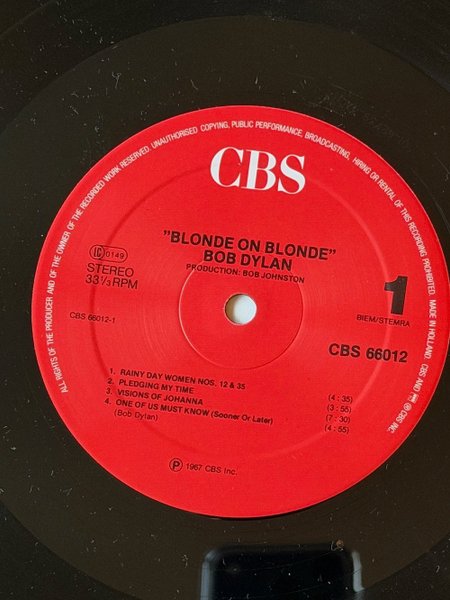 ALL RIGHTS OF THE PRODUCER AND OF THE OWNER OF THE RECORDED WORK RESERVED. UNAUTHORISED COPYING, PUBLIC PERFORMANCE, BROADCASTING, HIRING OR RENTAL OF THIS RECORDING PROHIBITED. MADE IN HOLLAND. CBS AND ® CBS INC.
CBS
"BLONDE ON BLONDE"
BOB DYLAN
PRODUCTION: BOB JOHNSTON
LC 0149
STEREO
33⅓ RPM
1
BIEM/STEMRA
CBS 66012-1
CBS 66012
1. RAINY DAY WOMEN NOS. 12 & 35 (4 : 35)
2. PLEDGING MY TIME (3 : 55)
3. VISIONS OF JOHANNA (7 : 30)
4. ONE OF US MUST KNOW (Sooner Or Later) (4 : 55)
(Bob Dylan)
Ⓟ 1967 CBS Inc.